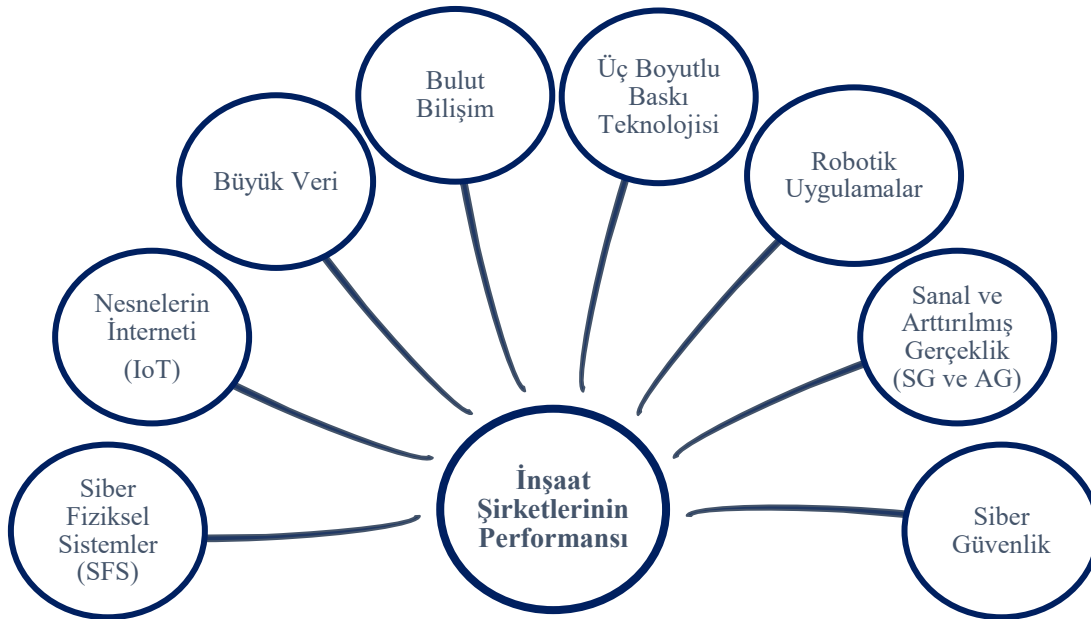 Siber
Fiziksel
Sistemler
(SFS)
Nesnelerin
İnterneti
(IoT)
Büyük Veri
Bulut
Bilişim
Üç Boyutlu
Baskı
Teknolojisi
Robotik
Uygulamalar
Sanal ve
Arttırılmış
Gerçeklik
(SG ve AG)
Siber
Güvenlik
İnşaat
Şirketlerinin
Performansı